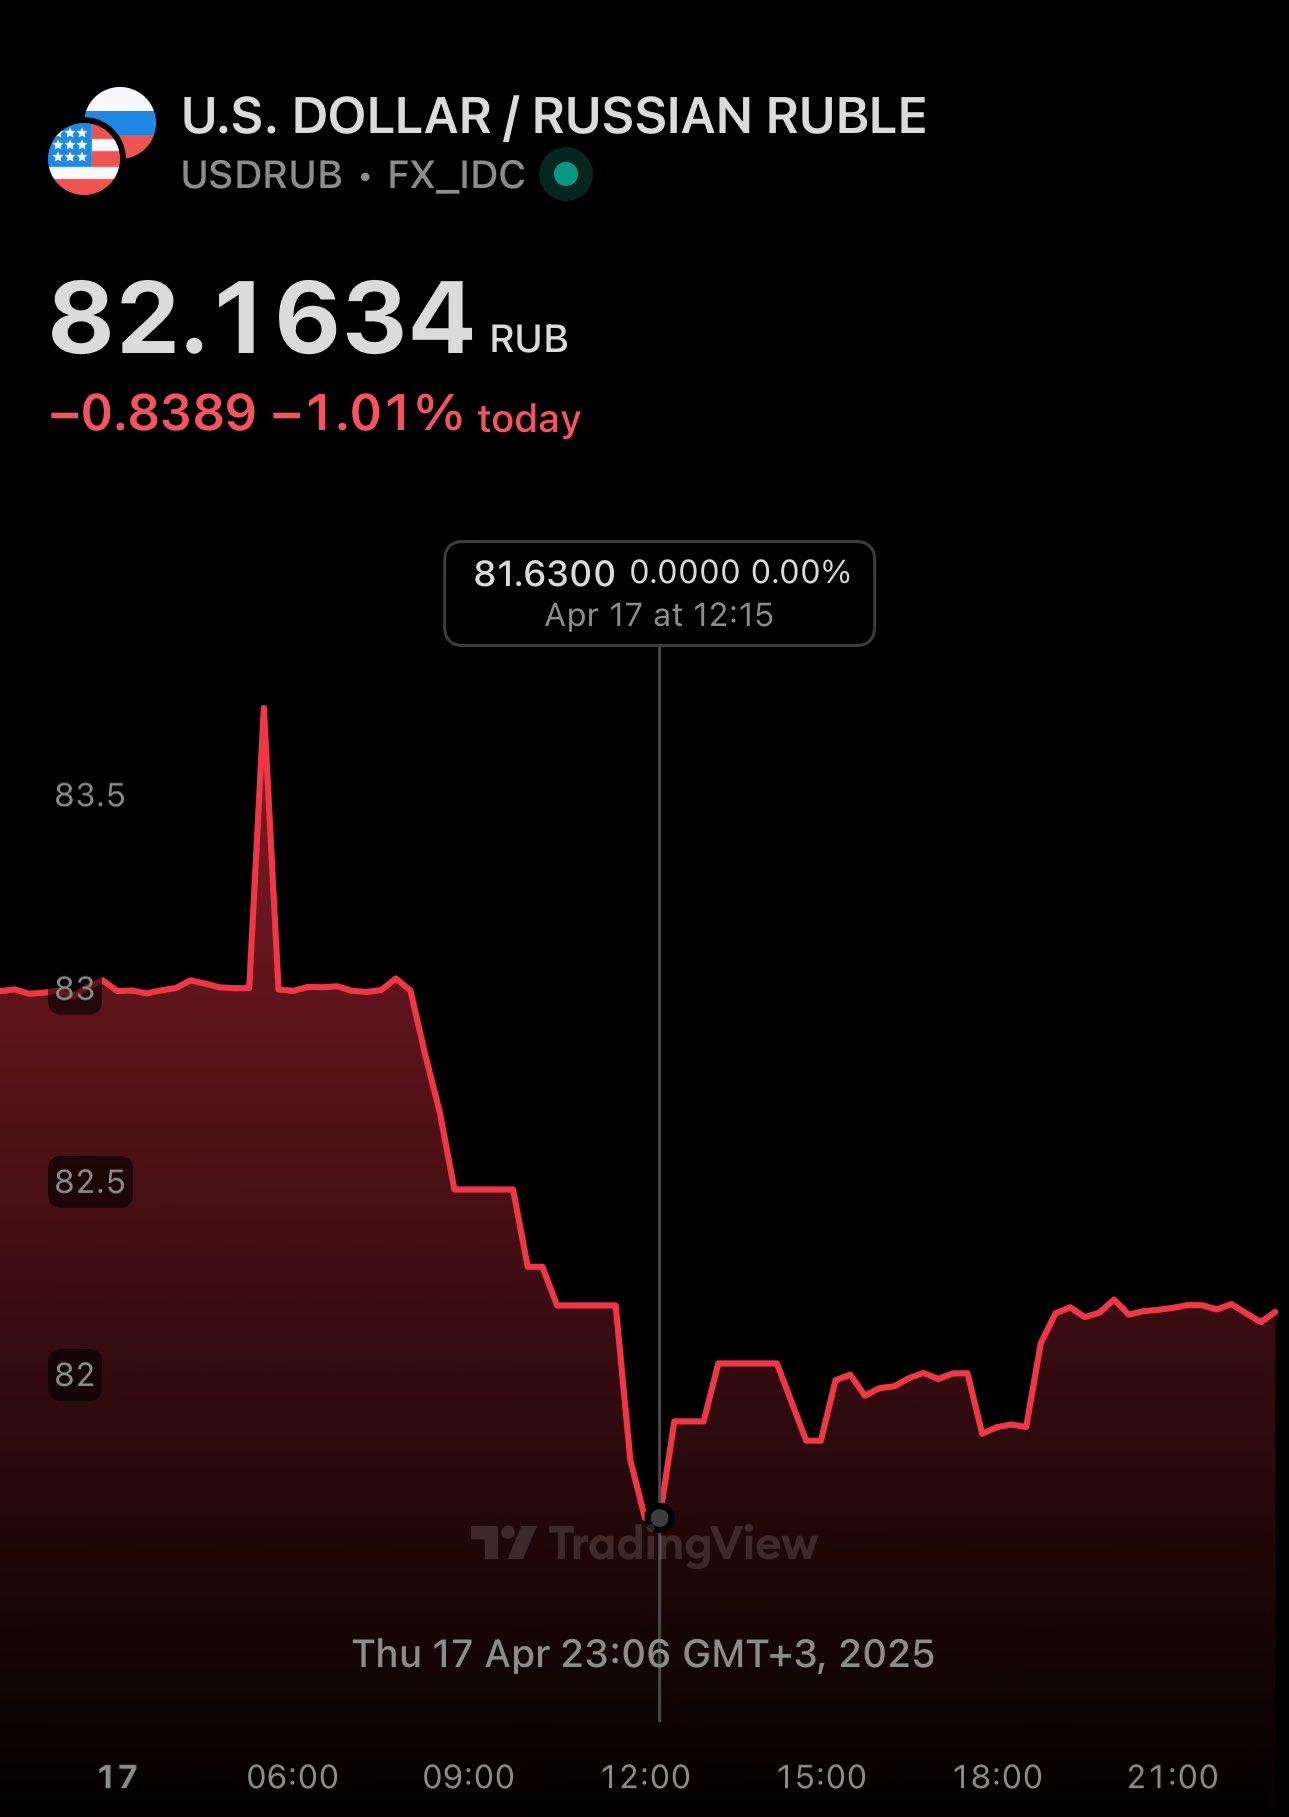 U.S. DOLLAR / RUSSIAN RUBLE
USDRUB • FX_IDC
82.1634 RUB
−0.8389 −1.01% today
81.6300 0.0000 0.00%
Apr 17 at 12:15
83.5
83
82.5
82
TradingView
Thu 17 Apr 23:06 GMT+3, 2025
17 06:00 09:00 12:00 15:00 18:00 21:00